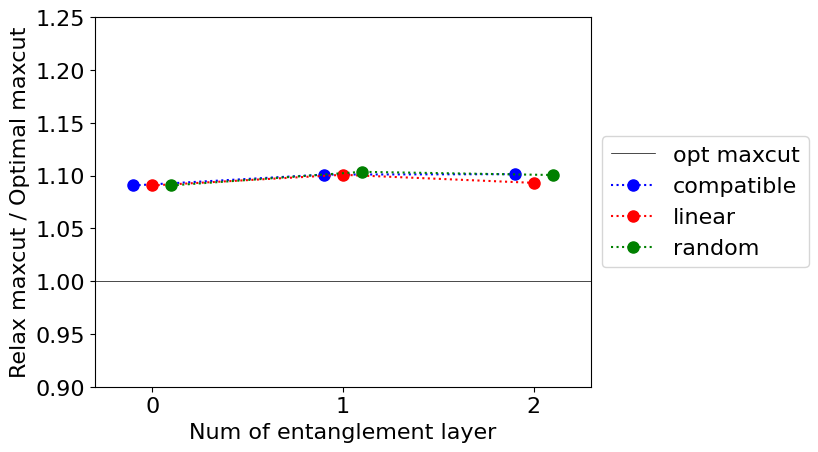 Relax maxcut / Optimal maxcut
1.25
1.20
1.15
1.10
1.05
1.00
0.95
0.90
0
1
2
Num of entanglement layer
opt maxcut
compatible
linear
random